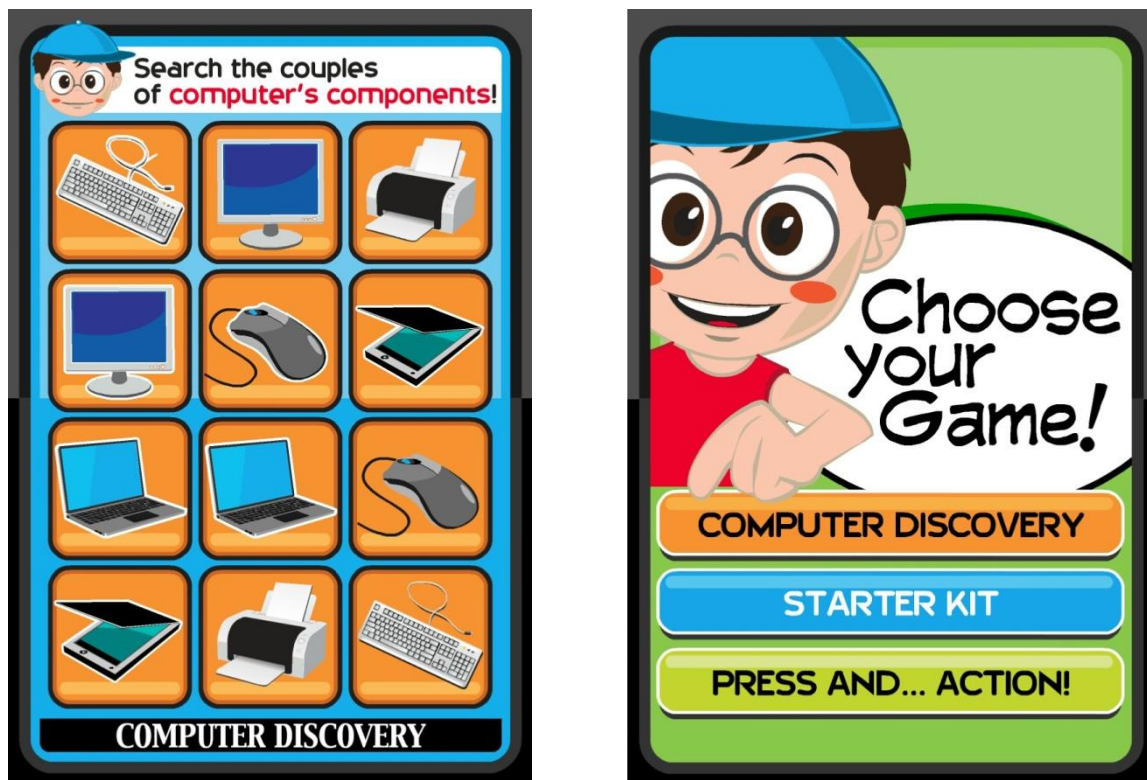 Search the couples
of computer's components!
COMPUTER DISCOVERY
Choose
your
Game!
COMPUTER DISCOVERY
STARTER KIT
PRESS AND... ACTION!